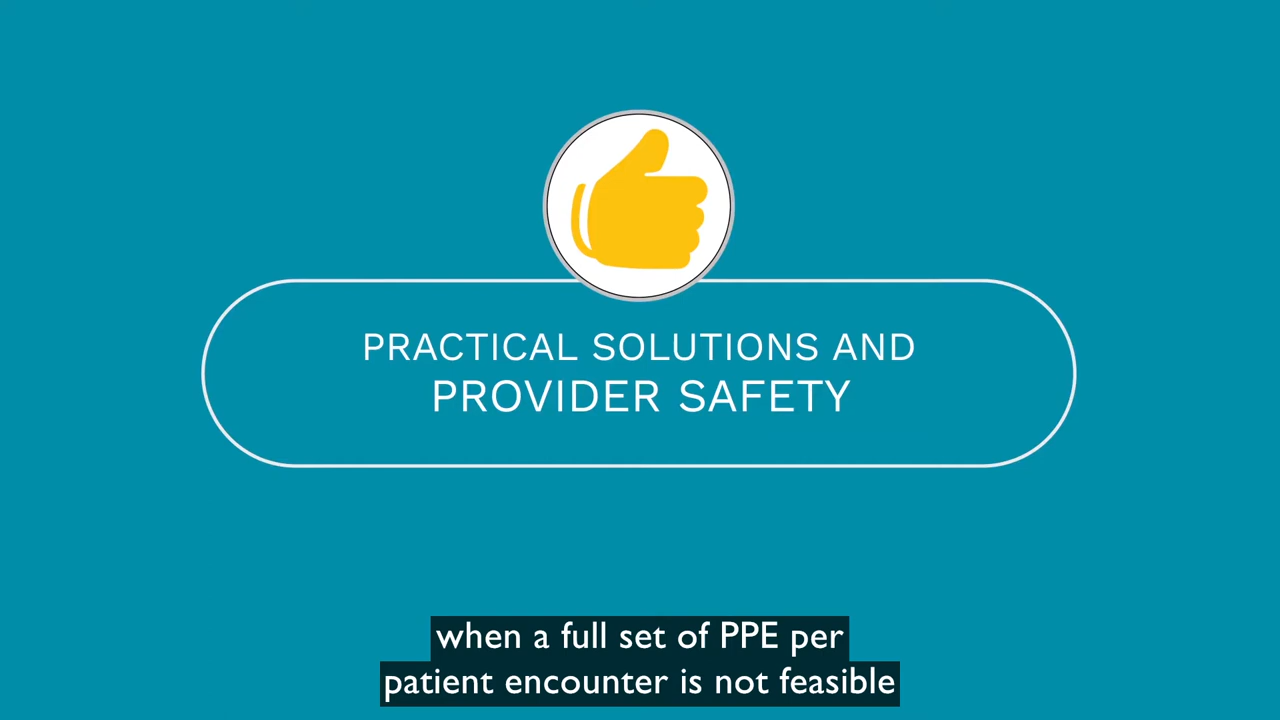 PRACTICAL SOLUTIONS AND
PROVIDER SAFETY
when a full set of PPE per
patient encounter is not feasible